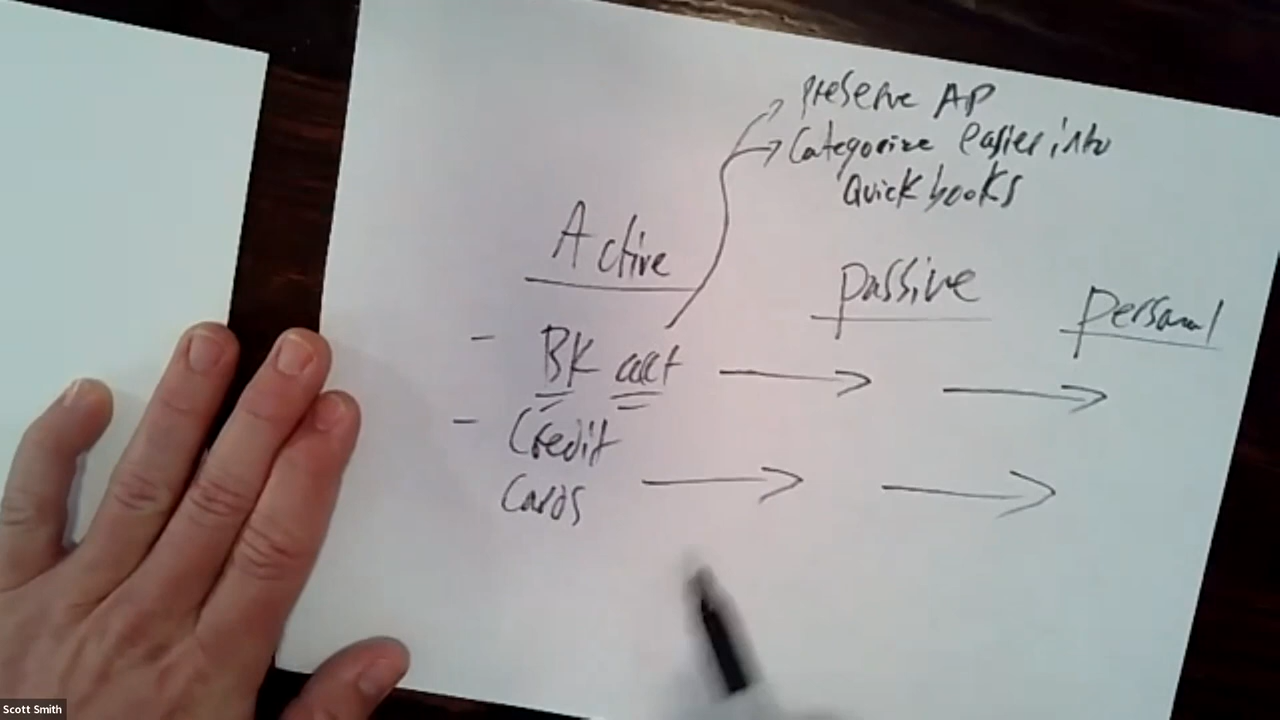 Preserve AP
Categorize easier into
Quickbooks
Active
Passive
Personal
- BK acct
- Credit
Cards
Scott Smith